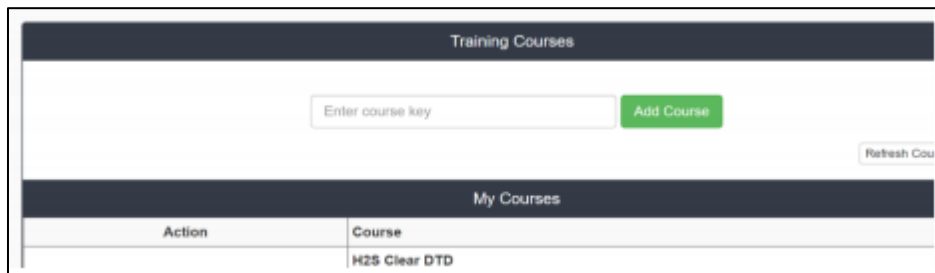 Training Courses
Enter course key Add Course
Refresh Cou
My Courses
Action Course
H2S Clear DTD